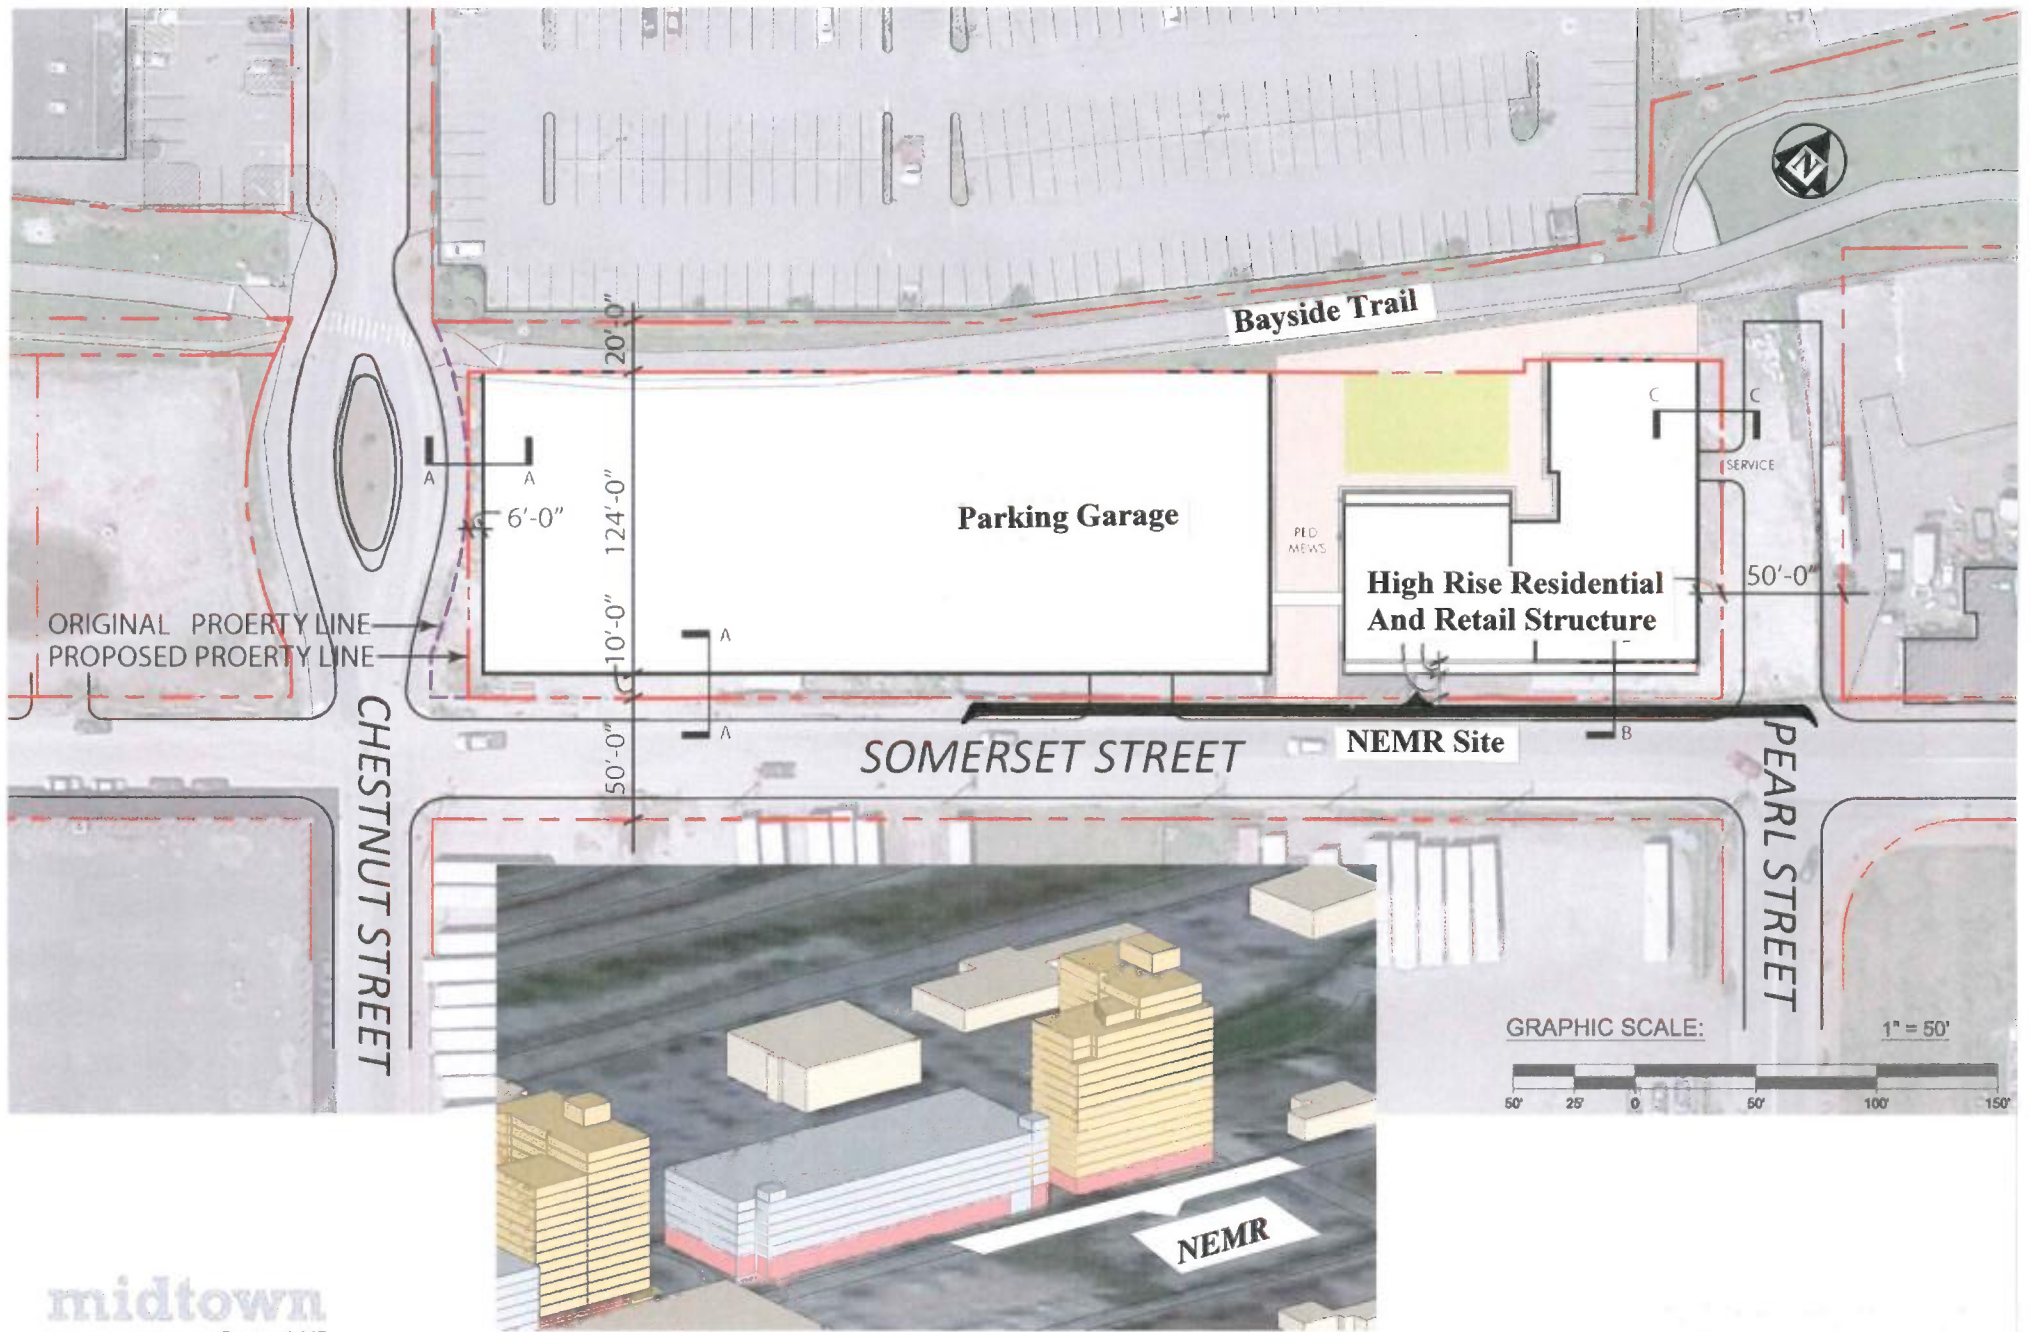 N
20'-0"
Bayside Trail
C
C
SERVICE
A
A
6'-0"
124'-0"
Parking Garage
PED
MEWS
High Rise Residential
And Retail Structure
50'-0"
ORIGINAL PROERTY LINE
PROPOSED PROERTY LINE
10'-0"
A
A
50'-0"
CHESTNUT STREET
SOMERSET STREET
NEMR Site
B
PEARL STREET
GRAPHIC SCALE:
1" = 50'
50' 25' 0 50' 100' 150'
NEMR
midtown